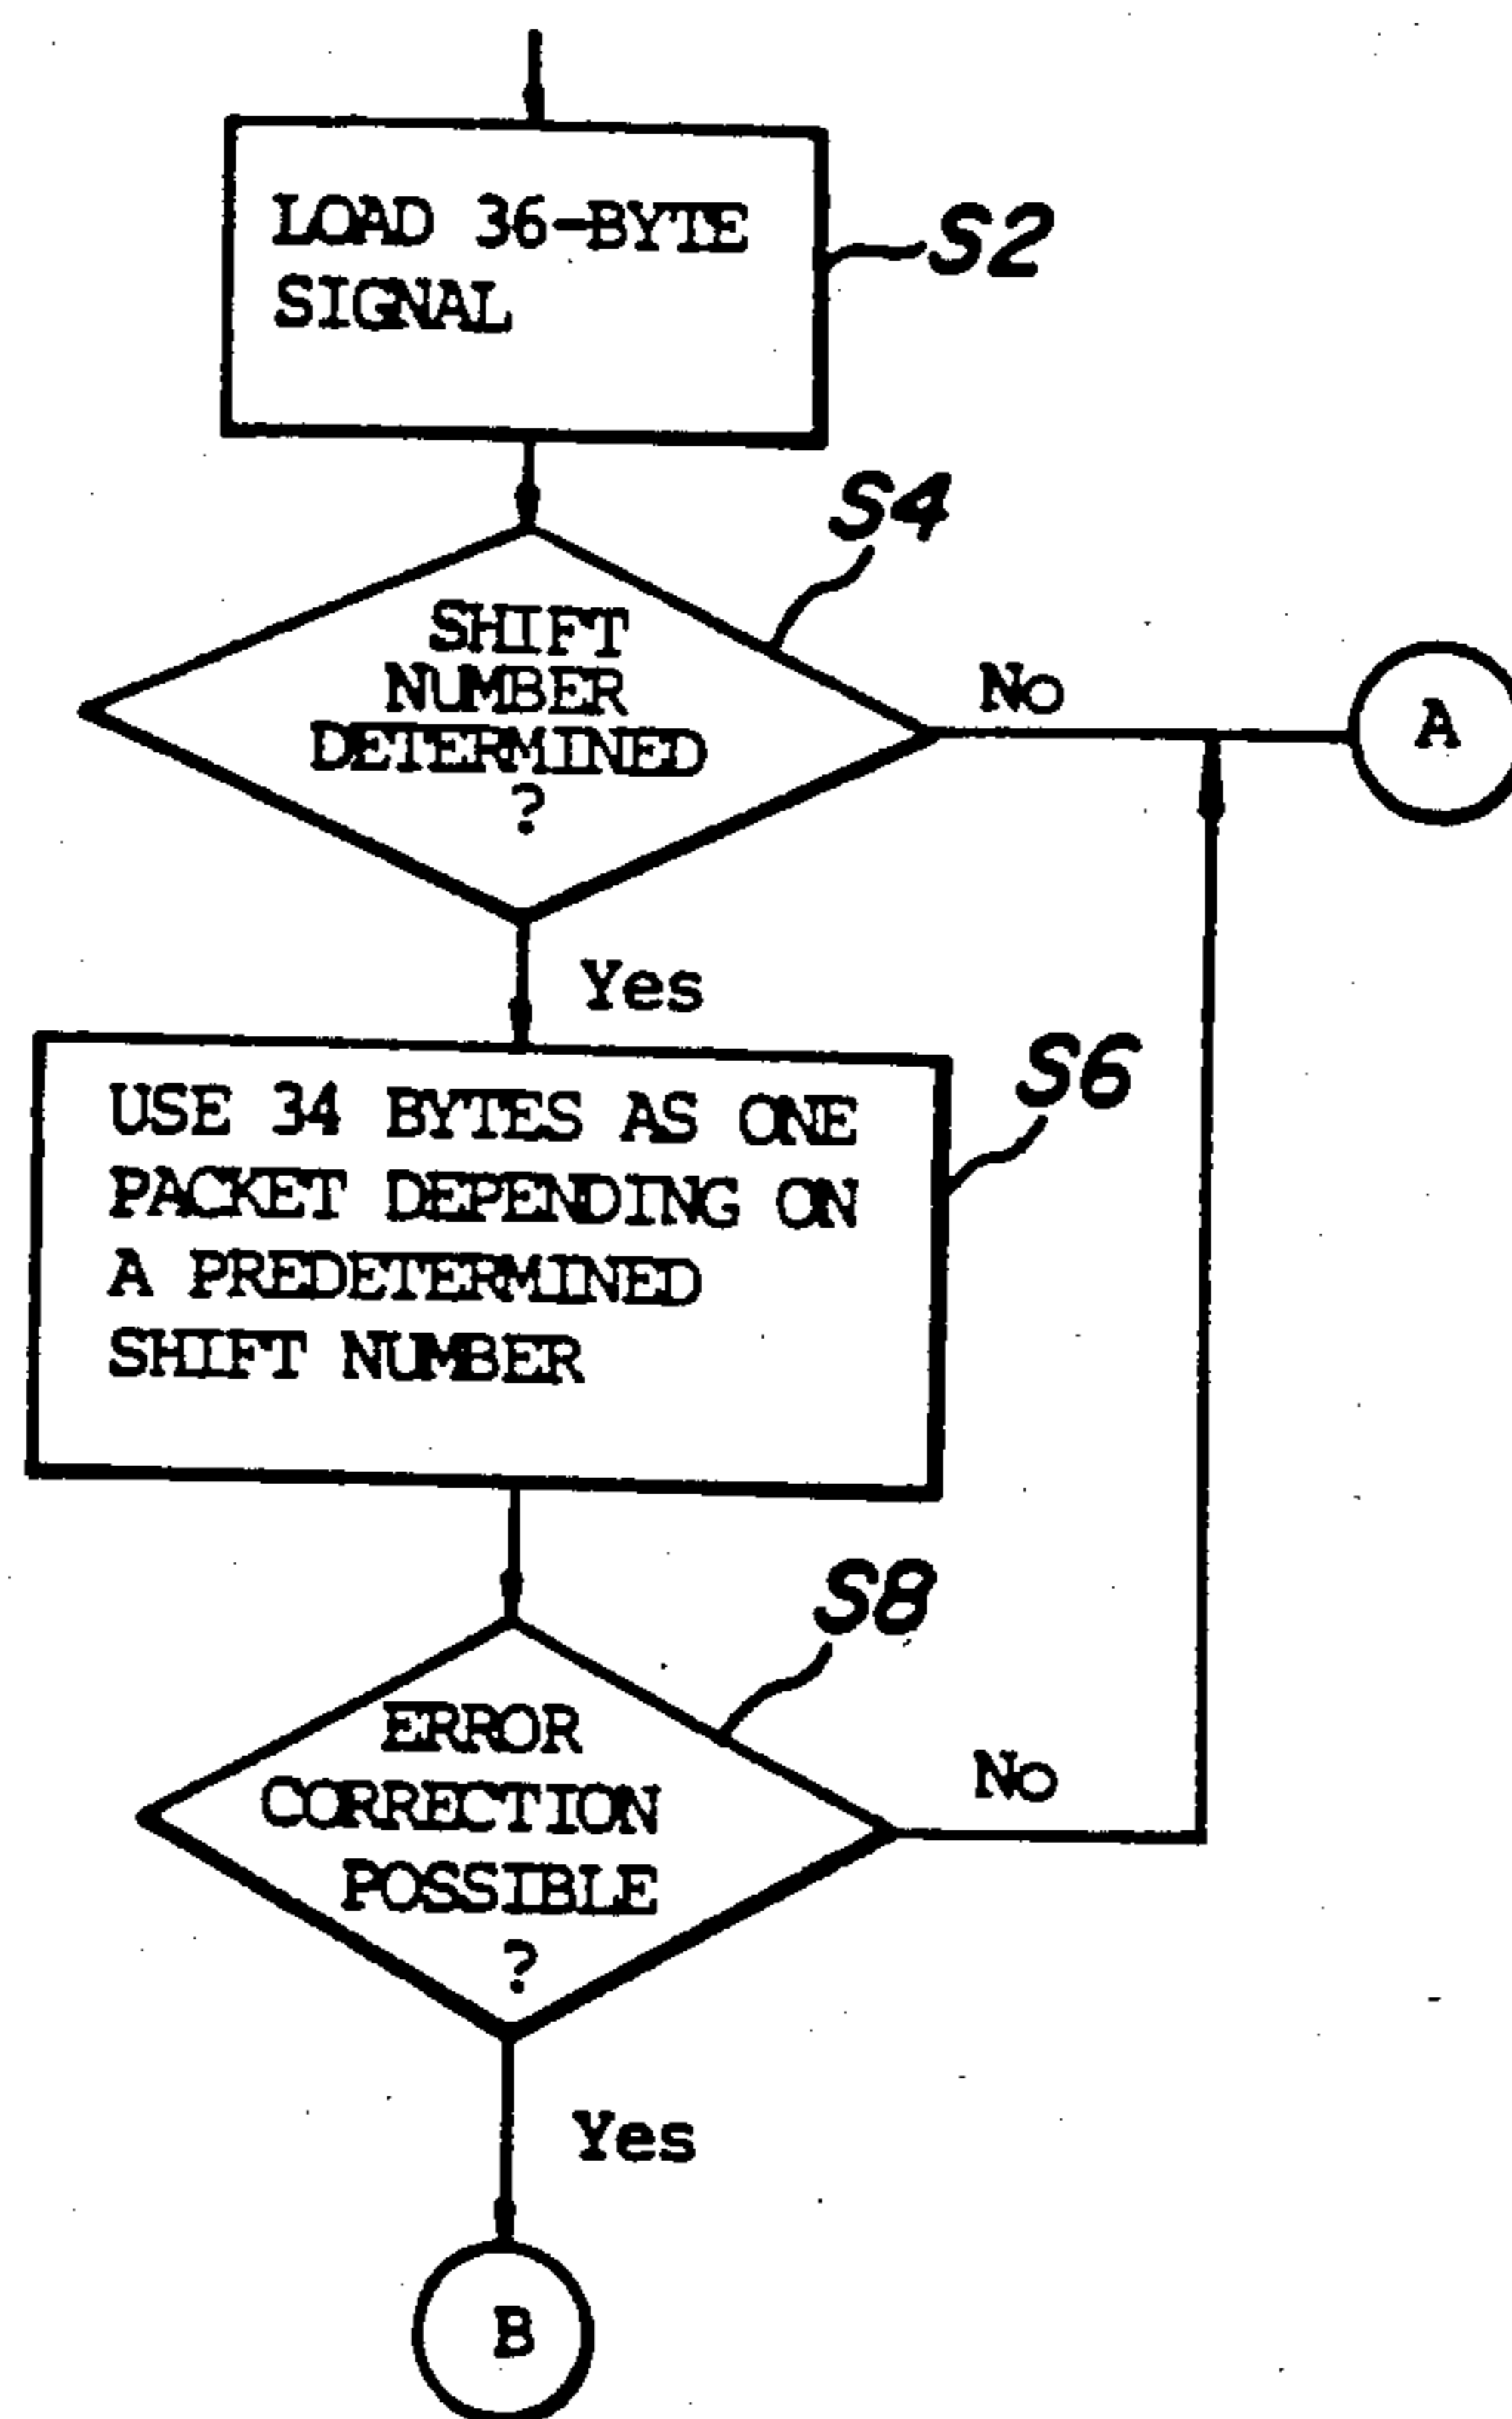 LOAD 36-BYTE
SIGNAL
S2
S4
SHIFT
NUMBER
DETERMINED
?
No
A
Yes
S6
USE 34 BYTES AS ONE
PACKET DEPENDING ON
A PREDETERMINED
SHIFT NUMBER
S8
ERROR
CORRECTION
POSSIBLE
?
No
Yes
B